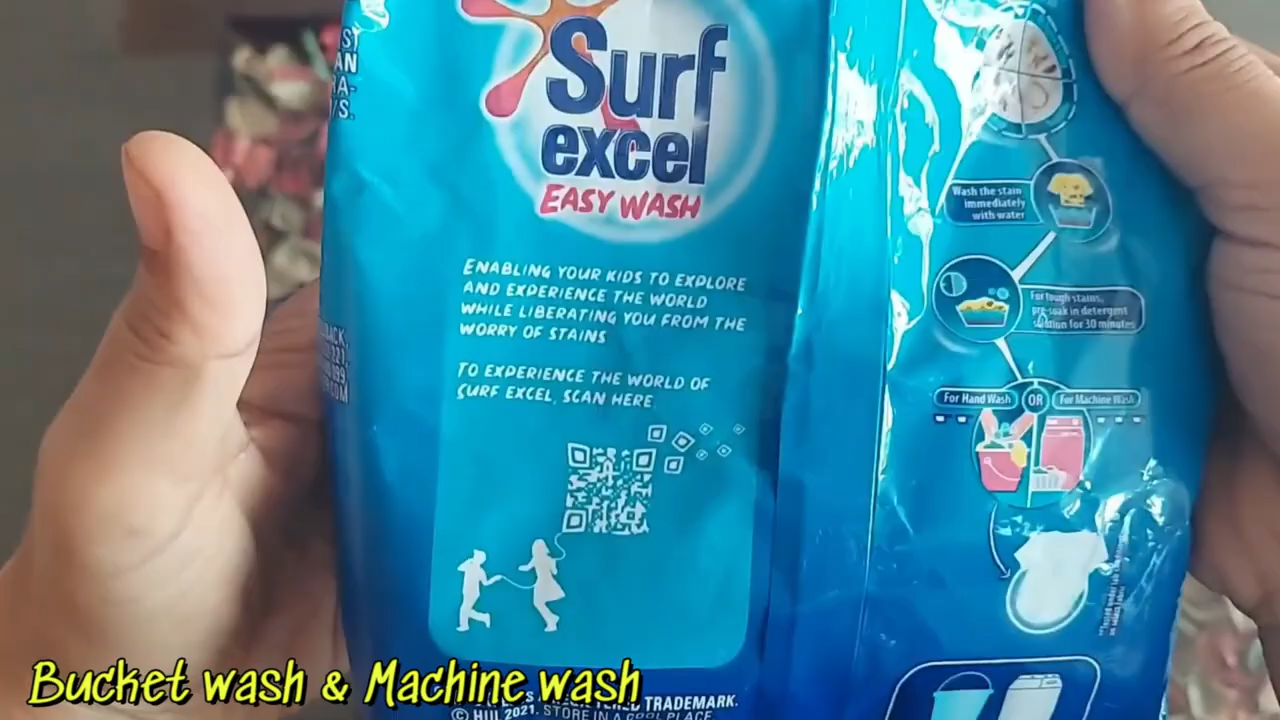 Surf
excel
EASY WASH
ENABLING YOUR KIDS TO EXPLORE
AND EXPERIENCE THE WORLD
WHILE LIBERATING YOU FROM THE
WORRY OF STAINS
TO EXPERIENCE THE WORLD OF
SURF EXCEL, SCAN HERE
Wash the stain
immediately
with water
For tough stains,
pre-soak in detergent
solution for 30 minutes
For Hand Wash OR For Machine Wash
TRADEMARK.
© HUL 2021. STORE IN A COOL PLACE.
Bucket wash & Machine wash